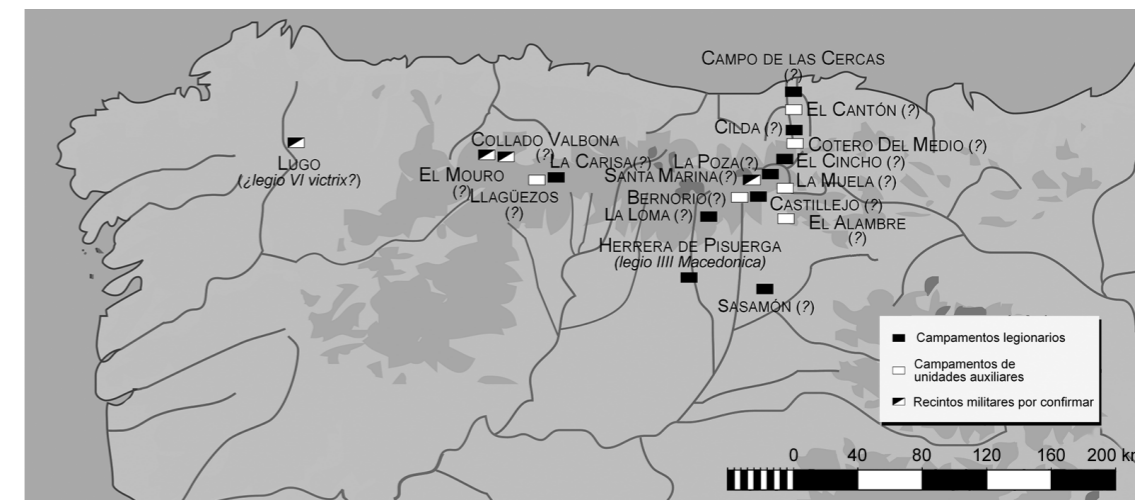 CAMPO DE LAS CERCAS
(?)
EL CANTÓN (?)
CILDA (?)
COTERO DEL MEDIO (?)
COLLADO VALBONA
(?)
LA CARISA(?)
LA POZA(?)
EL CINCHO (?)
LUGO
(¿legio VI victrix?)
EL MOURO
(?)
SANTA MARINA(?)
LA MUELA (?)
LLAGÜEZOS
(?)
BERNORIO(?)
CASTILLEJO (?)
LA LOMA (?)
EL ALAMBRE
(?)
HERRERA DE PISUERGA
(legio IIII Macedonica)
SASAMÓN (?)
Campamentos legionarios
Campamentos de
unidades auxiliares
Recintos militares por confirmar
0 40 80 120 160 200 km